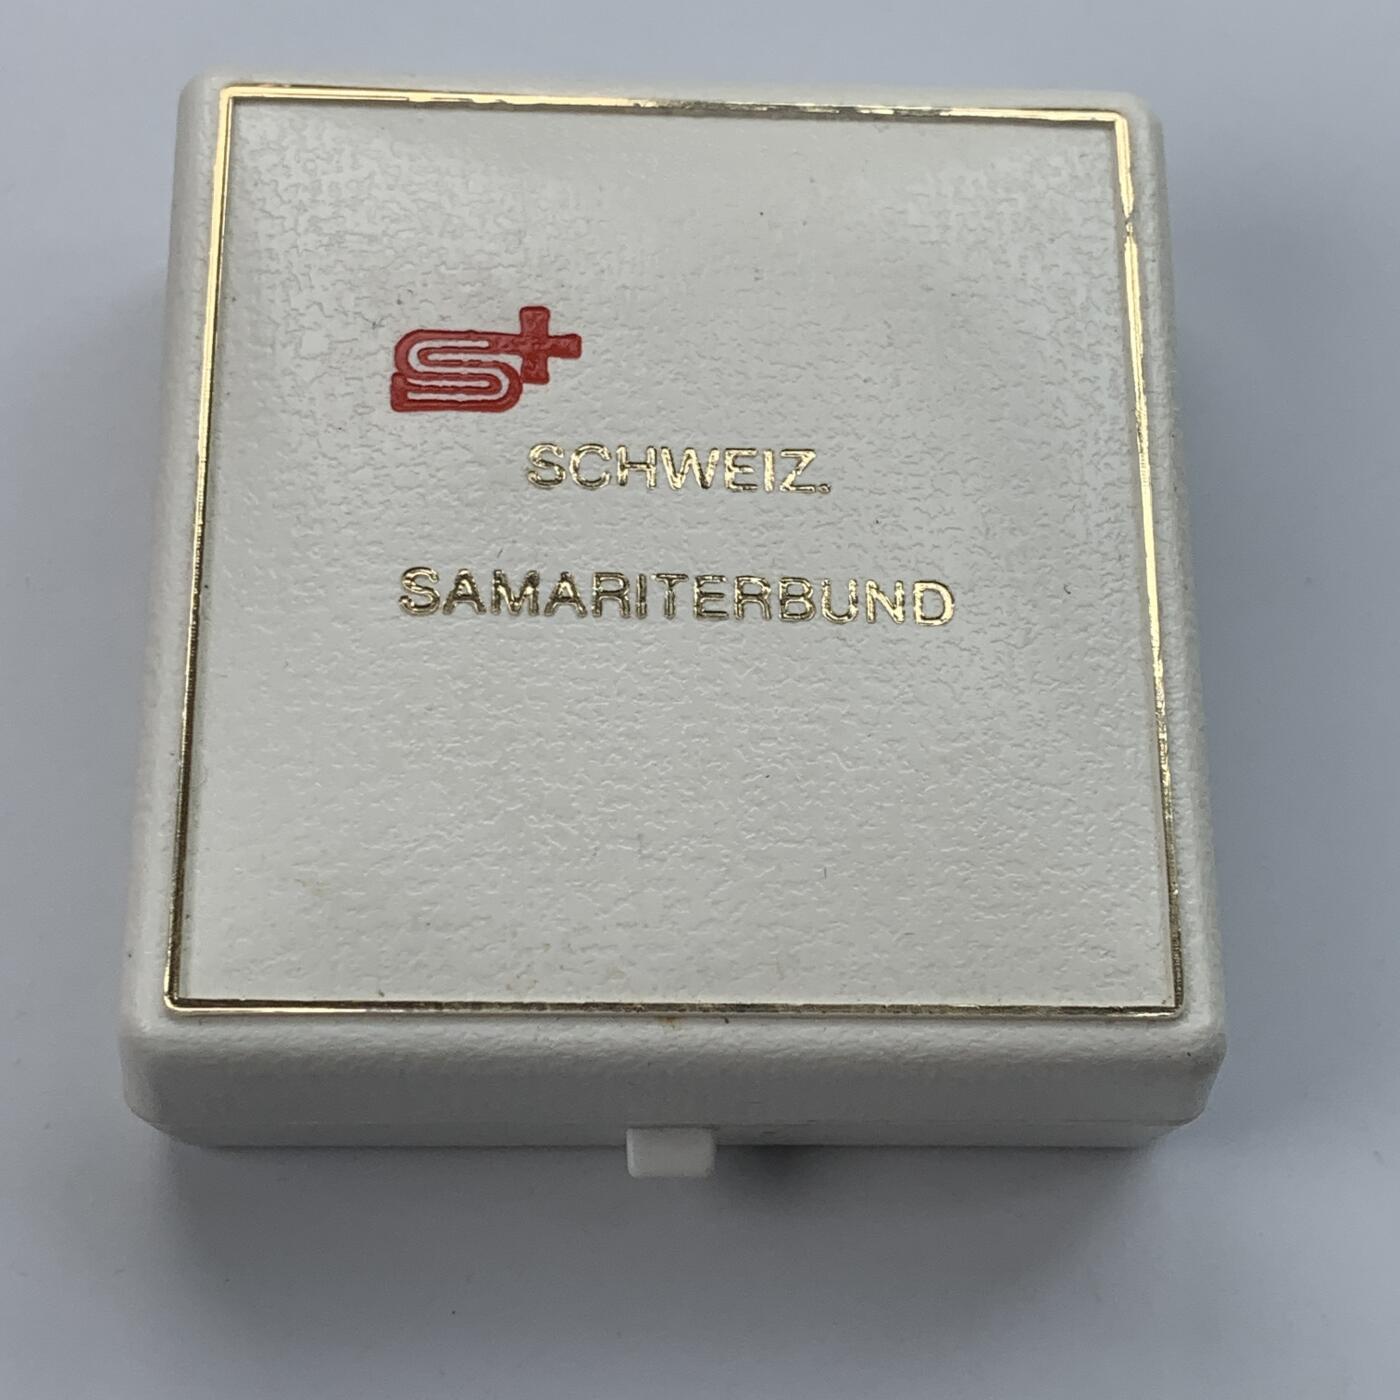 S+
SCHWEIZ.
SAMARITERBUND